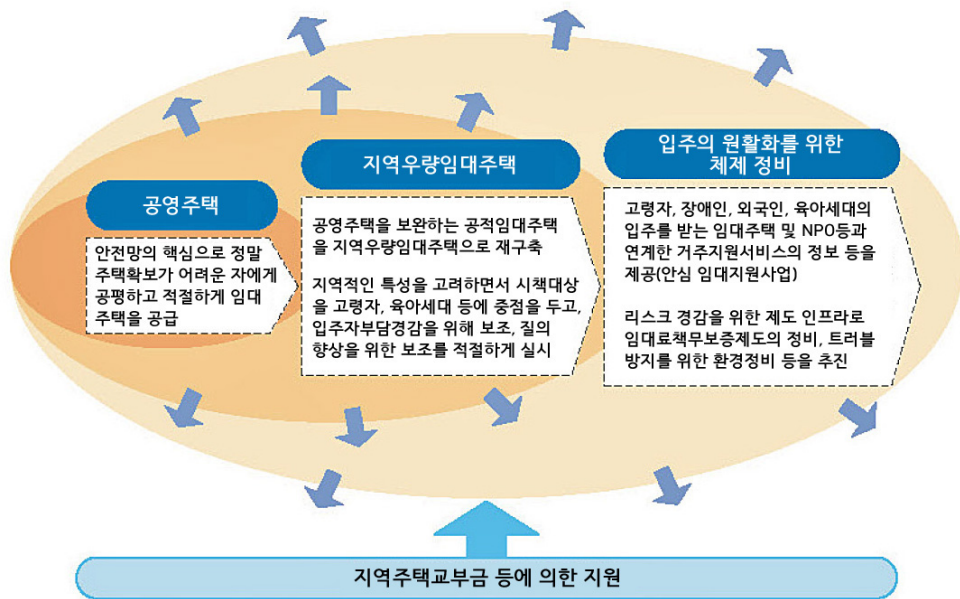 공영주택
안전망의 핵심으로 정말
주택확보가 어려운 자에게
공평하고 적절하게 임대
주택을 공급
지역우량임대주택
공영주택을 보완하는 공적임대주택
을 지역우량임대주택으로 재구축
지역적인 특성을 고려하면서 시책대상
을 고령자, 육아세대 등에 중점을 두고,
입주자부담경감을 위해 보조, 질의
향상을 위한 보조를 적절하게 실시
입주의 원활화를 위한
체제 정비
고령자, 장애인, 외국인, 육아세대의
입주를 받는 임대주택 및 NPO등과
연계한 거주지원서비스의 정보 등을
제공(안심 임대지원사업)
리스크 경감을 위한 제도 인프라로
임대료책무보증제도의 정비, 트러블
방지를 위한 환경정비 등을 추진
지역주택교부금 등에 의한 지원